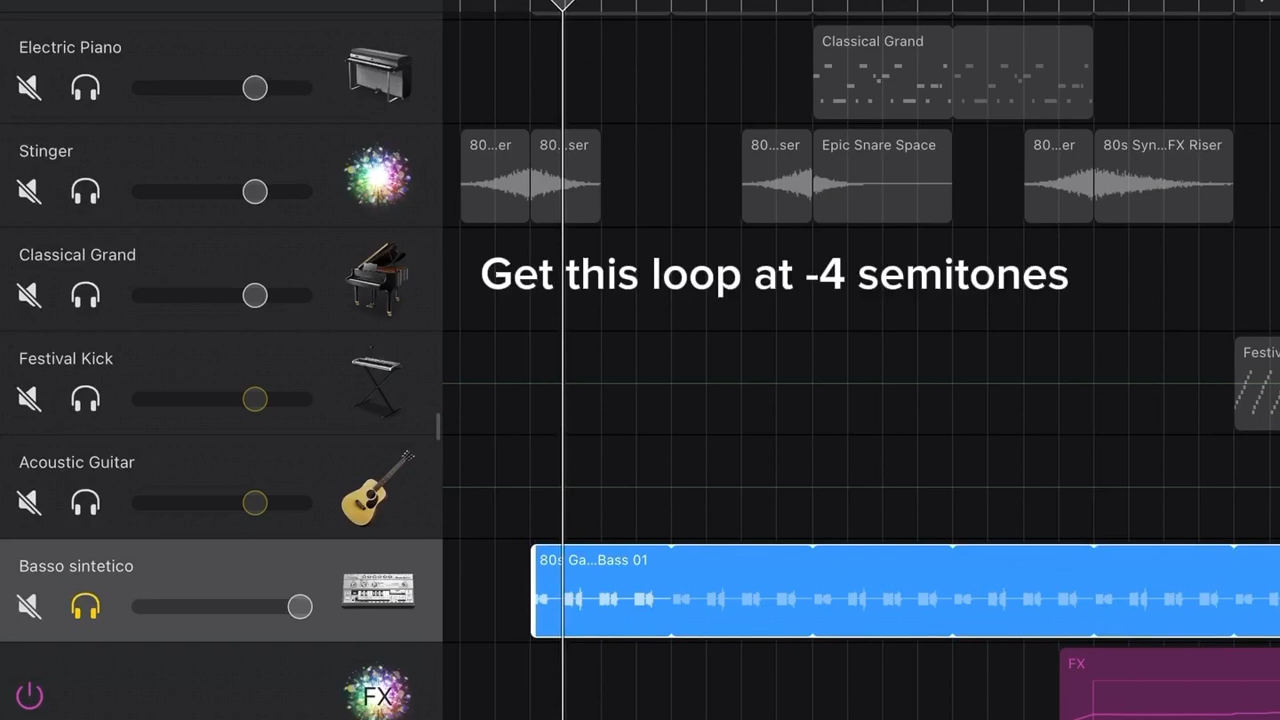 Electric Piano
Classical Grand
Stinger
80...er
80...ser
80...ser
Epic Snare Space
80...er
80s Syn...FX Riser
Classical Grand
Get this loop at -4 semitones
Festival Kick
Festiv
Acoustic Guitar
Basso sintetico
80s Ga...Bass 01
FX
FX